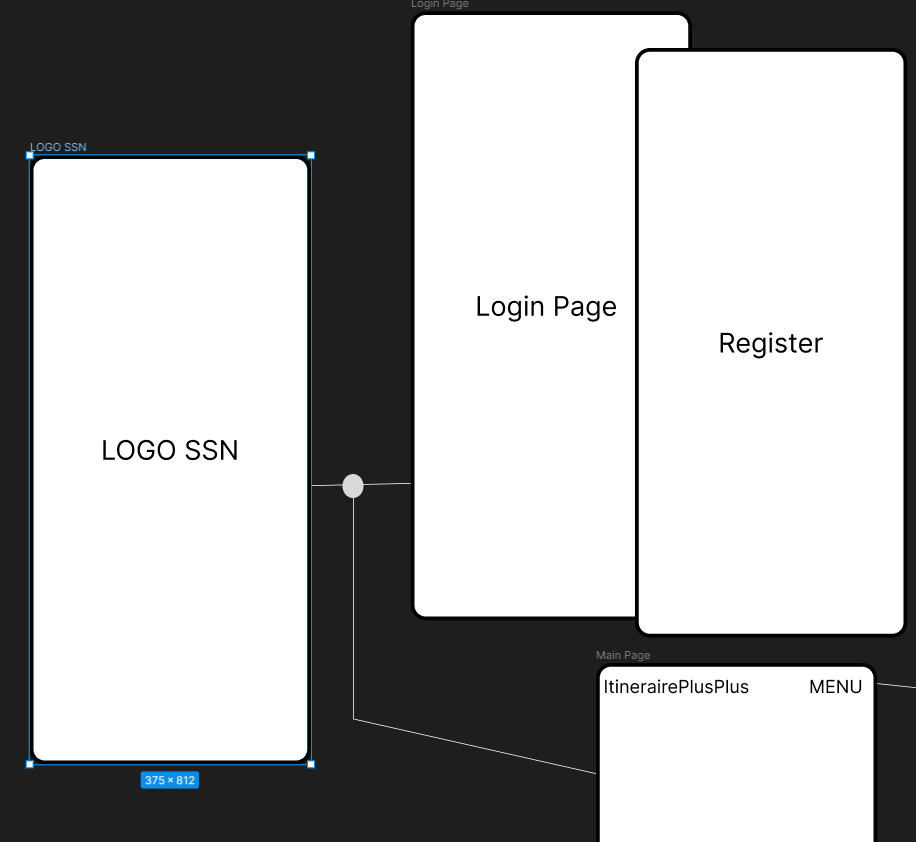 Login Page
LOGO SSN
Login Page
Register
LOGO SSN
Main Page
ItinerairePlusPlus
MENU
375 × 812